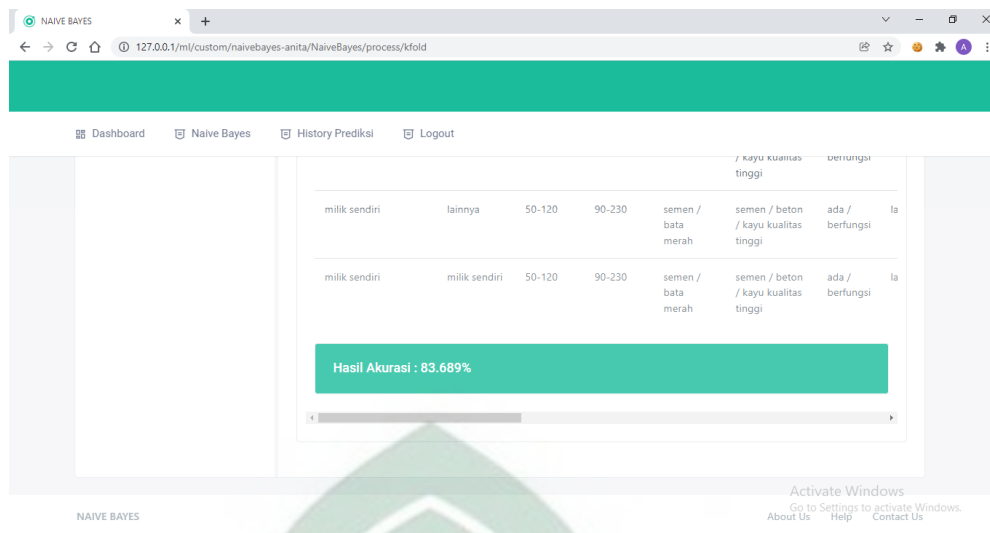 NAIVE BAYES
127.0.0.1/ml/custom/naivebayes-anita/NaiveBayes/process/kfold
A
Dashboard Naive Bayes History Prediksi Logout
/ kayu kualitas berfungsi
tinggi
milik sendiri lainnya 50-120 90-230 semen / semen / beton ada / la
bata / kayu kualitas berfungsi
merah tinggi
milik sendiri milik sendiri 50-120 90-230 semen / semen / beton ada / la
bata / kayu kualitas berfungsi
merah tinggi
Hasil Akurasi : 83.689%
Activate Windows
Go to Settings to activate Windows.
NAIVE BAYES About Us Help Contact Us